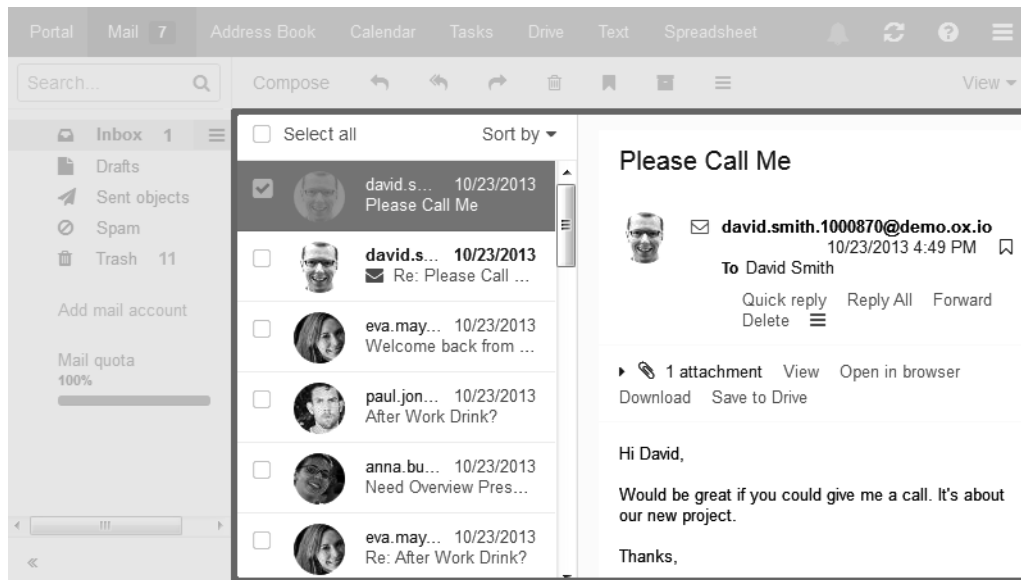 Portal Mail 7 Address Book Calendar Tasks Drive Text Spreadsheet
Search... Compose View
Inbox 1
Drafts
Sent objects
Spam
Trash 11
Add mail account
Mail quota
100%
Select all Sort by
david.s... 10/23/2013
Please Call Me
david.s... 10/23/2013
Re: Please Call ...
eva.may... 10/23/2013
Welcome back from ...
paul.jon... 10/23/2013
After Work Drink?
anna.bu... 10/23/2013
Need Overview Pres...
eva.may... 10/23/2013
Re: After Work Drink?
Please Call Me
david.smith.1000870@demo.ox.io
10/23/2013 4:49 PM
To David Smith
Quick reply Reply All Forward
Delete
1 attachment View Open in browser
Download Save to Drive
Hi David,
Would be great if you could give me a call. It's about
our new project.
Thanks,